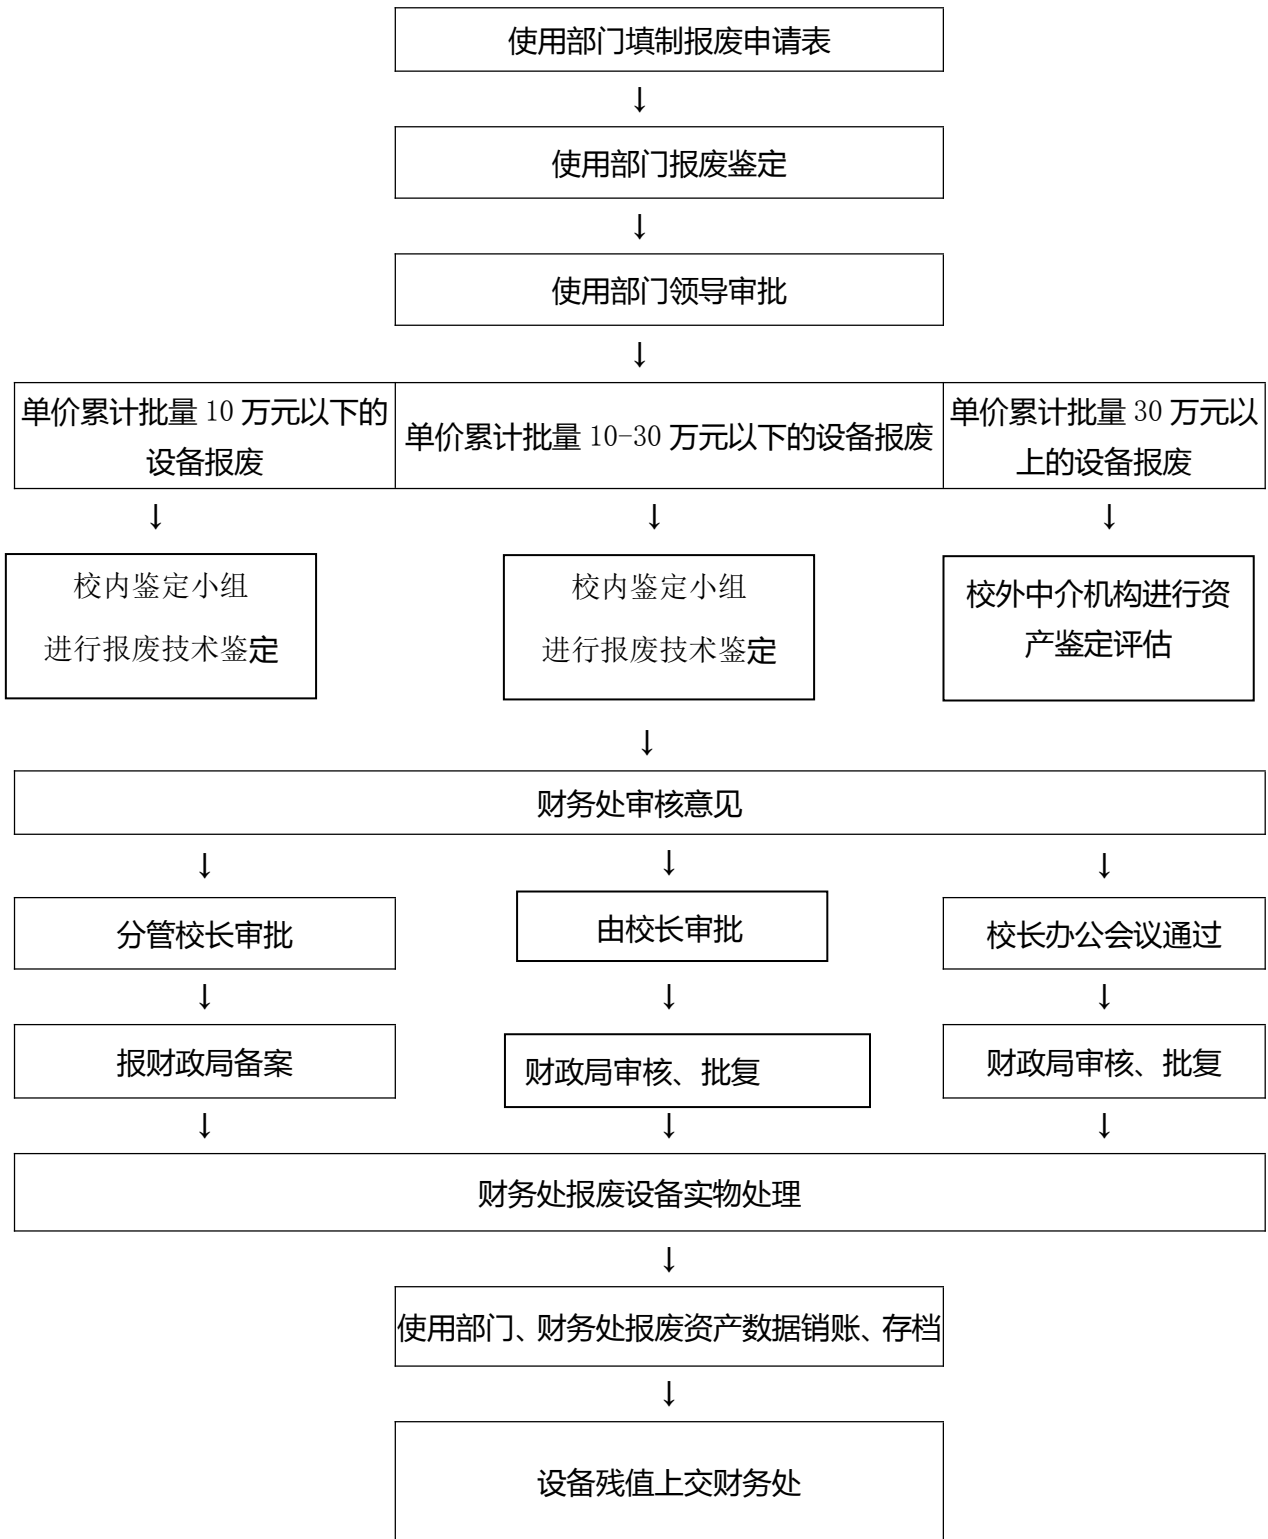 使用部门填制报废申请表
↓
使用部门报废鉴定
↓
使用部门领导审批
↓
单价累计批量 10 万元以下的
设备报废
单价累计批量 10-30 万元以下的设备报废
单价累计批量 30 万元以
上的设备报废
↓ ↓ ↓
校内鉴定小组
进行报废技术鉴定
校内鉴定小组
进行报废技术鉴定
校外中介机构进行资
产鉴定评估
↓
财务处审核意见
↓ ↓ ↓
分管校长审批
由校长审批
校长办公会议通过
↓ ↓ ↓
报财政局备案
财政局审核、批复
财政局审核、批复
↓ ↓ ↓
财务处报废设备实物处理
↓
使用部门、财务处报废资产数据销账、存档
↓
设备残值上交财务处